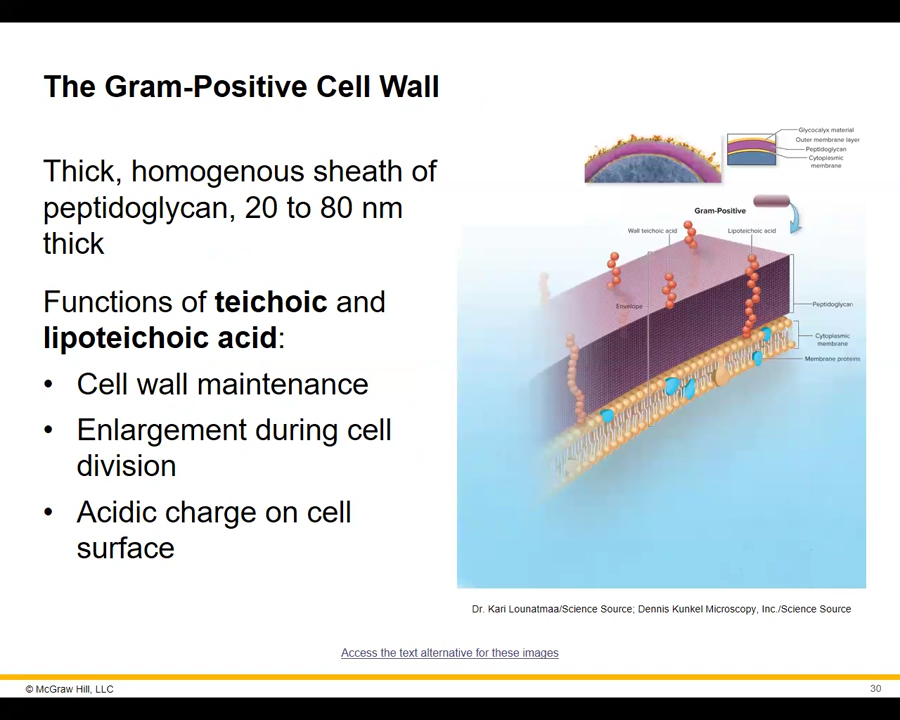 The Gram-Positive Cell Wall
Thick, homogenous sheath of
peptidoglycan, 20 to 80 nm
thick
Functions of teichoic and
lipoteichoic acid:
• Cell wall maintenance
• Enlargement during cell
division
• Acidic charge on cell
surface
Glycocalyx material
Outer membrane layer
Peptidoglycan
Cytoplasmic
membrane
Gram-Positive
Wall teichoic acid
Lipoteichoic acid
Envelope
Peptidoglycan
Cytoplasmic
membrane
Membrane proteins
Dr. Kari Lounatmaa/Science Source; Dennis Kunkel Microscopy, Inc./Science Source
Access the text alternative for these images
© McGraw Hill, LLC
30